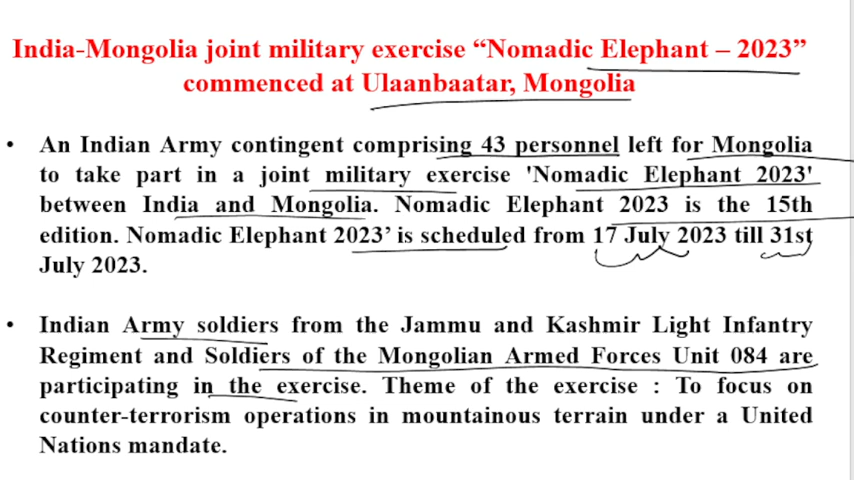 India-Mongolia joint military exercise “Nomadic Elephant – 2023”
commenced at Ulaanbaatar, Mongolia
• An Indian Army contingent comprising 43 personnel left for Mongolia
to take part in a joint military exercise 'Nomadic Elephant 2023'
between India and Mongolia. Nomadic Elephant 2023 is the 15th
edition. Nomadic Elephant 2023’ is scheduled from 17 July 2023 till 31st
July 2023.
• Indian Army soldiers from the Jammu and Kashmir Light Infantry
Regiment and Soldiers of the Mongolian Armed Forces Unit 084 are
participating in the exercise. Theme of the exercise : To focus on
counter-terrorism operations in mountainous terrain under a United
Nations mandate.